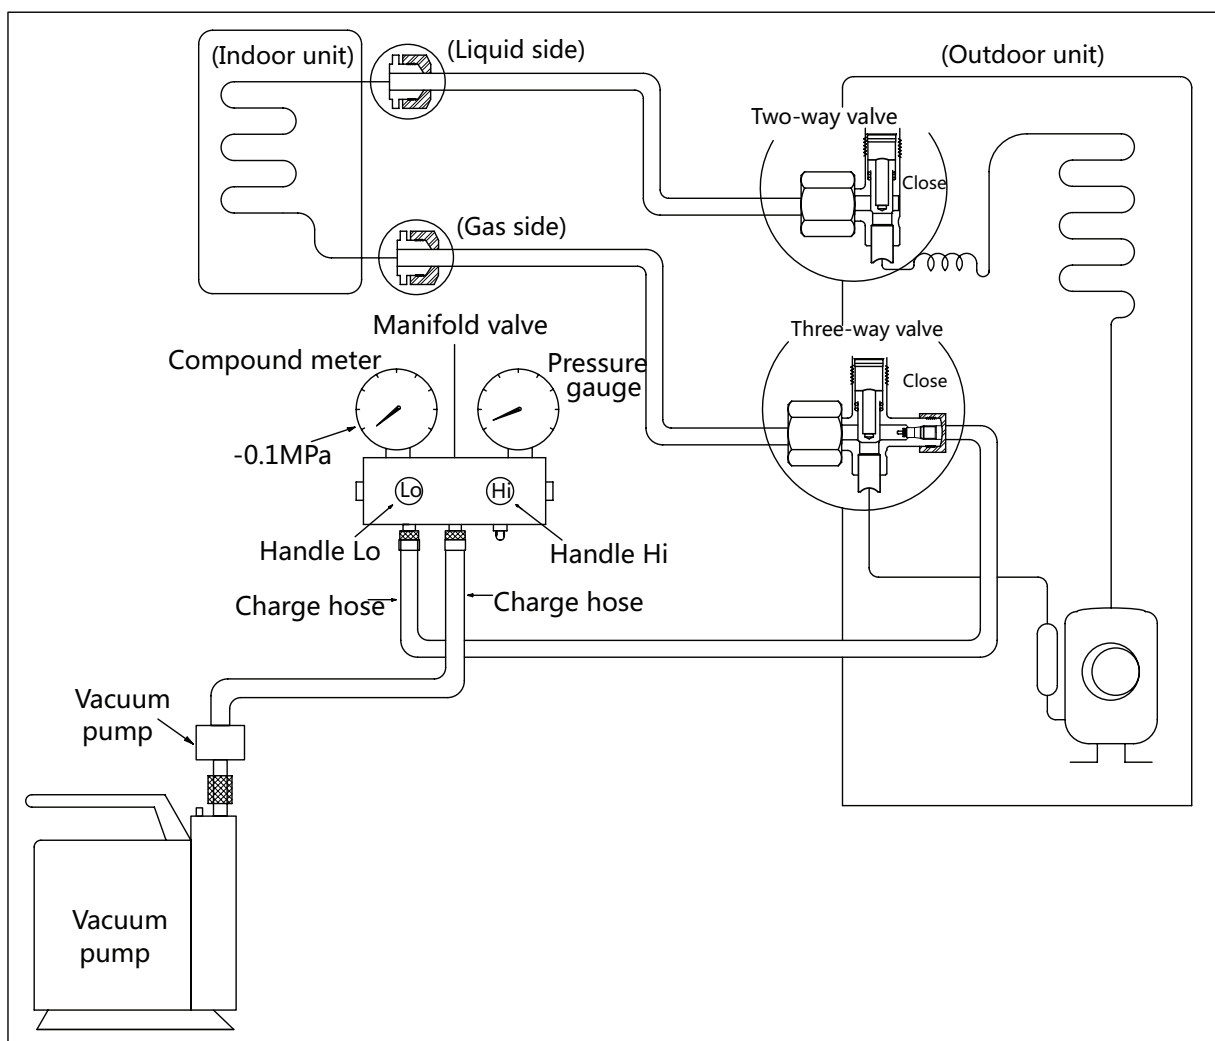 (Indoor unit)
(Liquid side)
(Outdoor unit)
Two-way valve
Close
(Gas side)
Manifold valve
Three-way valve
Compound meter
Pressure
gauge
Close
-0.1MPa
Lo
Hi
Handle Lo
Handle Hi
Charge hose
Charge hose
Vacuum
pump
Vacuum
pump